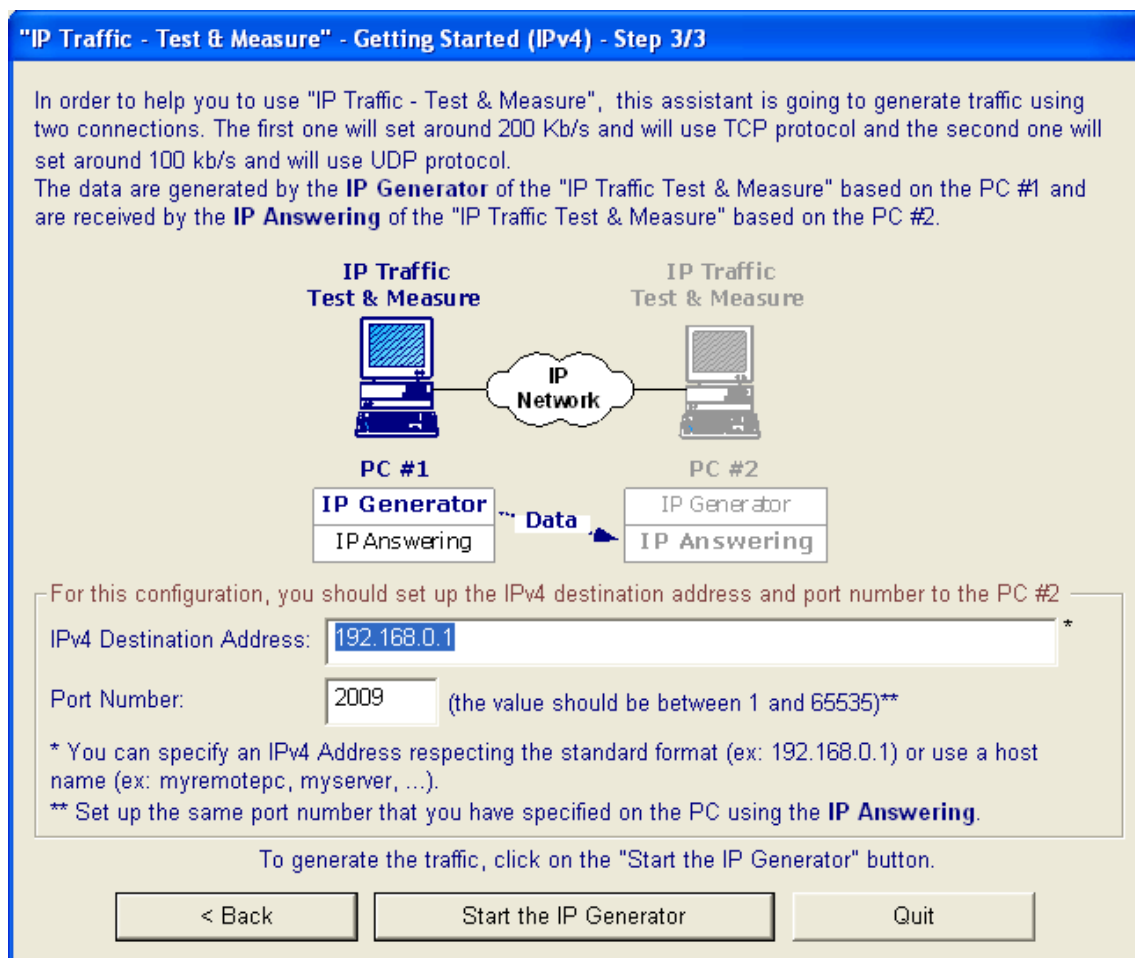 "IP Traffic - Test & Measure" - Getting Started (IPv4) - Step 3/3
In order to help you to use "IP Traffic - Test & Measure", this assistant is going to generate traffic using
two connections. The first one will set around 200 Kb/s and will use TCP protocol and the second one will
set around 100 kb/s and will use UDP protocol.
The data are generated by the IP Generator of the "IP Traffic Test & Measure" based on the PC #1 and
are received by the IP Answering of the "IP Traffic Test & Measure" based on the PC #2.
IP Traffic
Test & Measure
IP Traffic
Test & Measure
IP
Network
PC #1
PC #2
IP Generator
IP Answering
Data
IP Generator
IP Answering
For this configuration, you should set up the IPv4 destination address and port number to the PC #2
IPv4 Destination Address: 192.168.0.1 *
Port Number: 2009 (the value should be between 1 and 65535)**
* You can specify an IPv4 Address respecting the standard format (ex: 192.168.0.1) or use a host
name (ex: myremotepc, myserver, ...).
** Set up the same port number that you have specified on the PC using the IP Answering.
To generate the traffic, click on the "Start the IP Generator" button.
< Back
Start the IP Generator
Quit